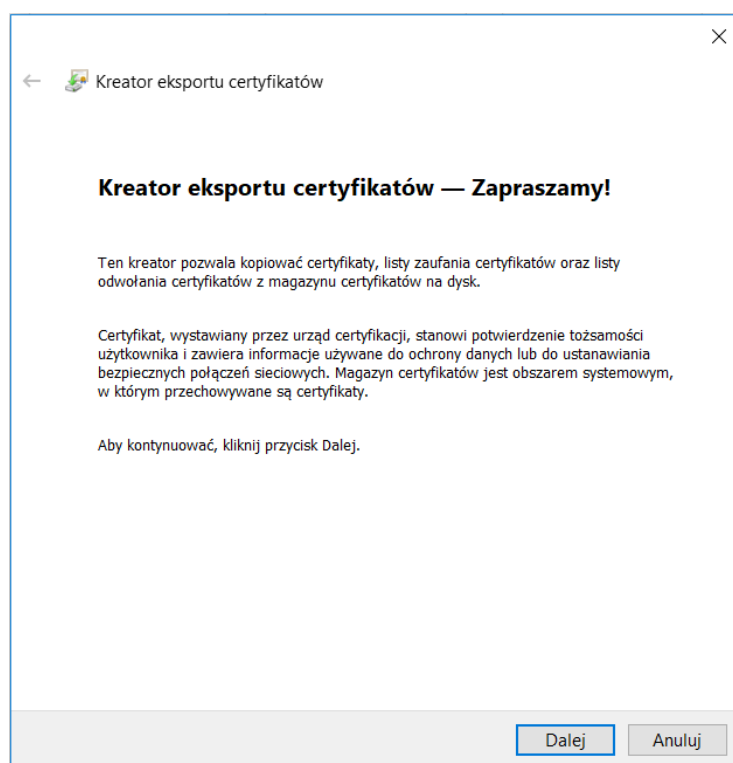 Kreator eksportu certyfikatów
Kreator eksportu certyfikatów — Zapraszamy!
Ten kreator pozwala kopiować certyfikaty, listy zaufania certyfikatów oraz listy
odwołania certyfikatów z magazynu certyfikatów na dysk.
Certyfikat, wystawiany przez urząd certyfikacji, stanowi potwierdzenie tożsamości
użytkownika i zawiera informacje używane do ochrony danych lub do ustanawiania
bezpiecznych połączeń sieciowych. Magazyn certyfikatów jest obszarem systemowym,
w którym przechowywane są certyfikaty.
Aby kontynuować, kliknij przycisk Dalej.
Dalej Anuluj